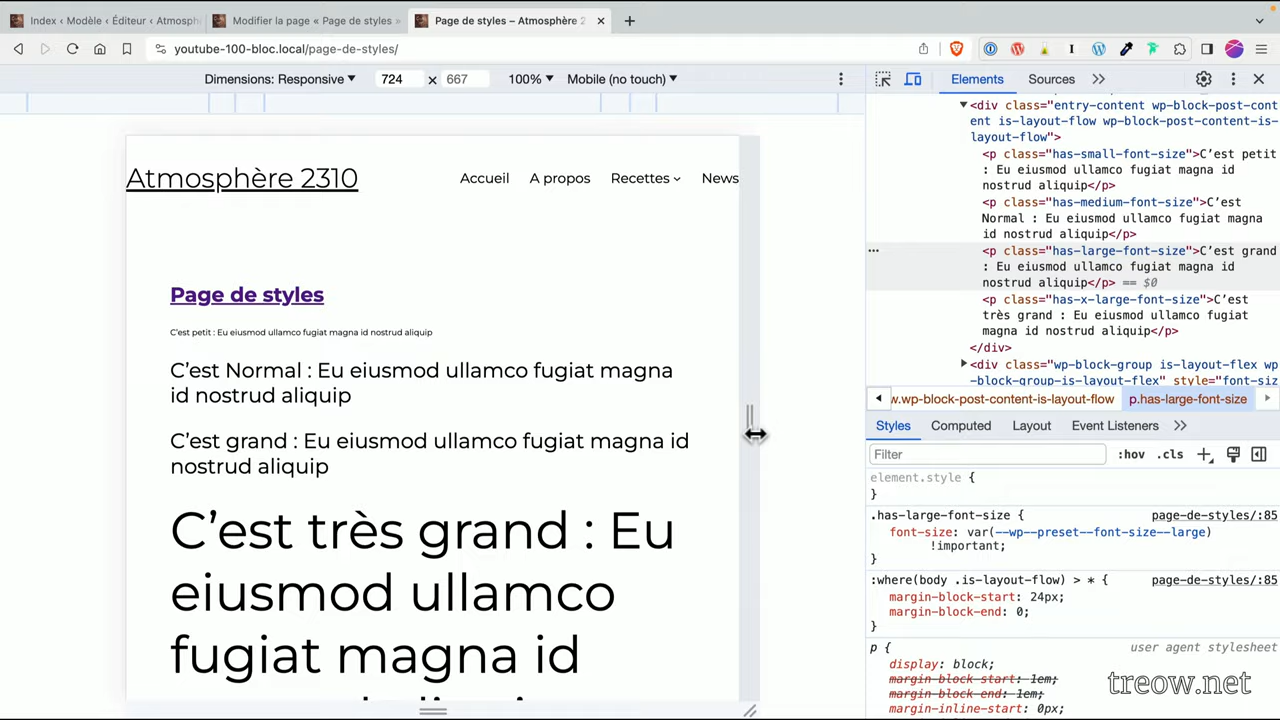 Index ‹ Modèle ‹ Éditeur ‹ Atmosph
Modifier la page « Page de styles »
Page de styles – Atmosphère 2
youtube-100-bloc.local/page-de-styles/
Dimensions: Responsive
724
667
100%
Mobile (no touch)
Elements
Sources
Atmosphère 2310
Accueil
A propos
Recettes
News
Page de styles
C’est petit : Eu eiusmod ullamco fugiat magna id nostrud aliquip
C’est Normal : Eu eiusmod ullamco fugiat magna
id nostrud aliquip
C’est grand : Eu eiusmod ullamco fugiat magna id
nostrud aliquip
C’est très grand : Eu
eiusmod ullamco
fugiat magna id
<div class="entry-content wp-block-post-cont
ent is-layout-flow wp-block-post-content-is-
layout-flow">
<p class="has-small-font-size">C’est petit
: Eu eiusmod ullamco fugiat magna id
nostrud aliquip</p>
<p class="has-medium-font-size">C’est
Normal : Eu eiusmod ullamco fugiat magna
id nostrud aliquip</p>
<p class="has-large-font-size">C’est grand
: Eu eiusmod ullamco fugiat magna id
nostrud aliquip</p> == $0
<p class="has-x-large-font-size">C’est
très grand : Eu eiusmod ullamco fugiat
magna id nostrud aliquip</p>
</div>
<div class="wp-block-group is-layout-flex wp
-block-group-is-layout-flex" style="font-siz
w.wp-block-post-content-is-layout-flow
p.has-large-font-size
Styles
Computed
Layout
Event Listeners
Filter
:hov
.cls
element.style {
}
.has-large-font-size {
page-de-styles/:85
font-size: var(--wp--preset--font-size--large)
!important;
}
:where(body .is-layout-flow) > * {
page-de-styles/:85
margin-block-start: 24px;
margin-block-end: 0;
}
p {
user agent stylesheet
display: block;
margin-block-start: 1em;
margin-block-end: 1em;
margin-inline-start: 0px;
treow.net